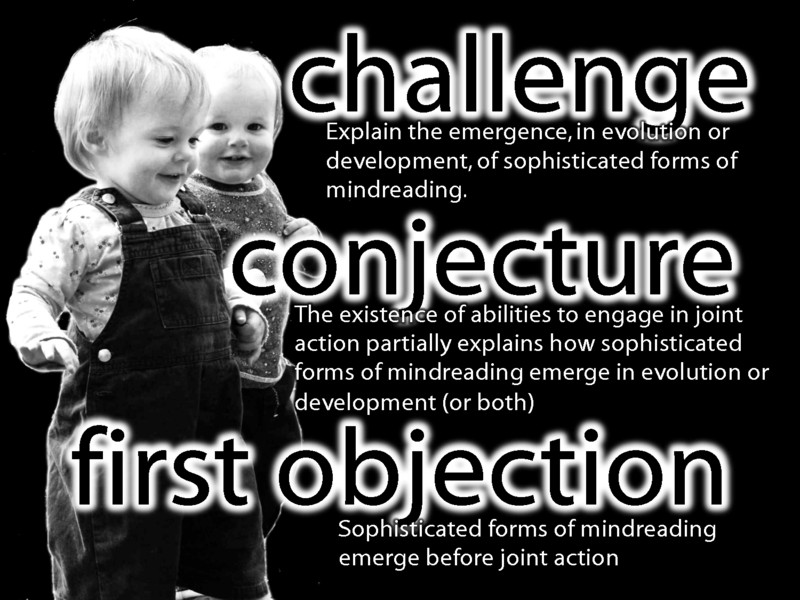 challenge
Explain the emergence, in evolution or
development, of sophisticated forms of
mindreading.
conjecture
The existence of abilities to engage in joint
action partially explains how sophisticated
forms of mindreading emerge in evolution or
development (or both)
first objection
Sophisticated forms of mindreading
emerge before joint action